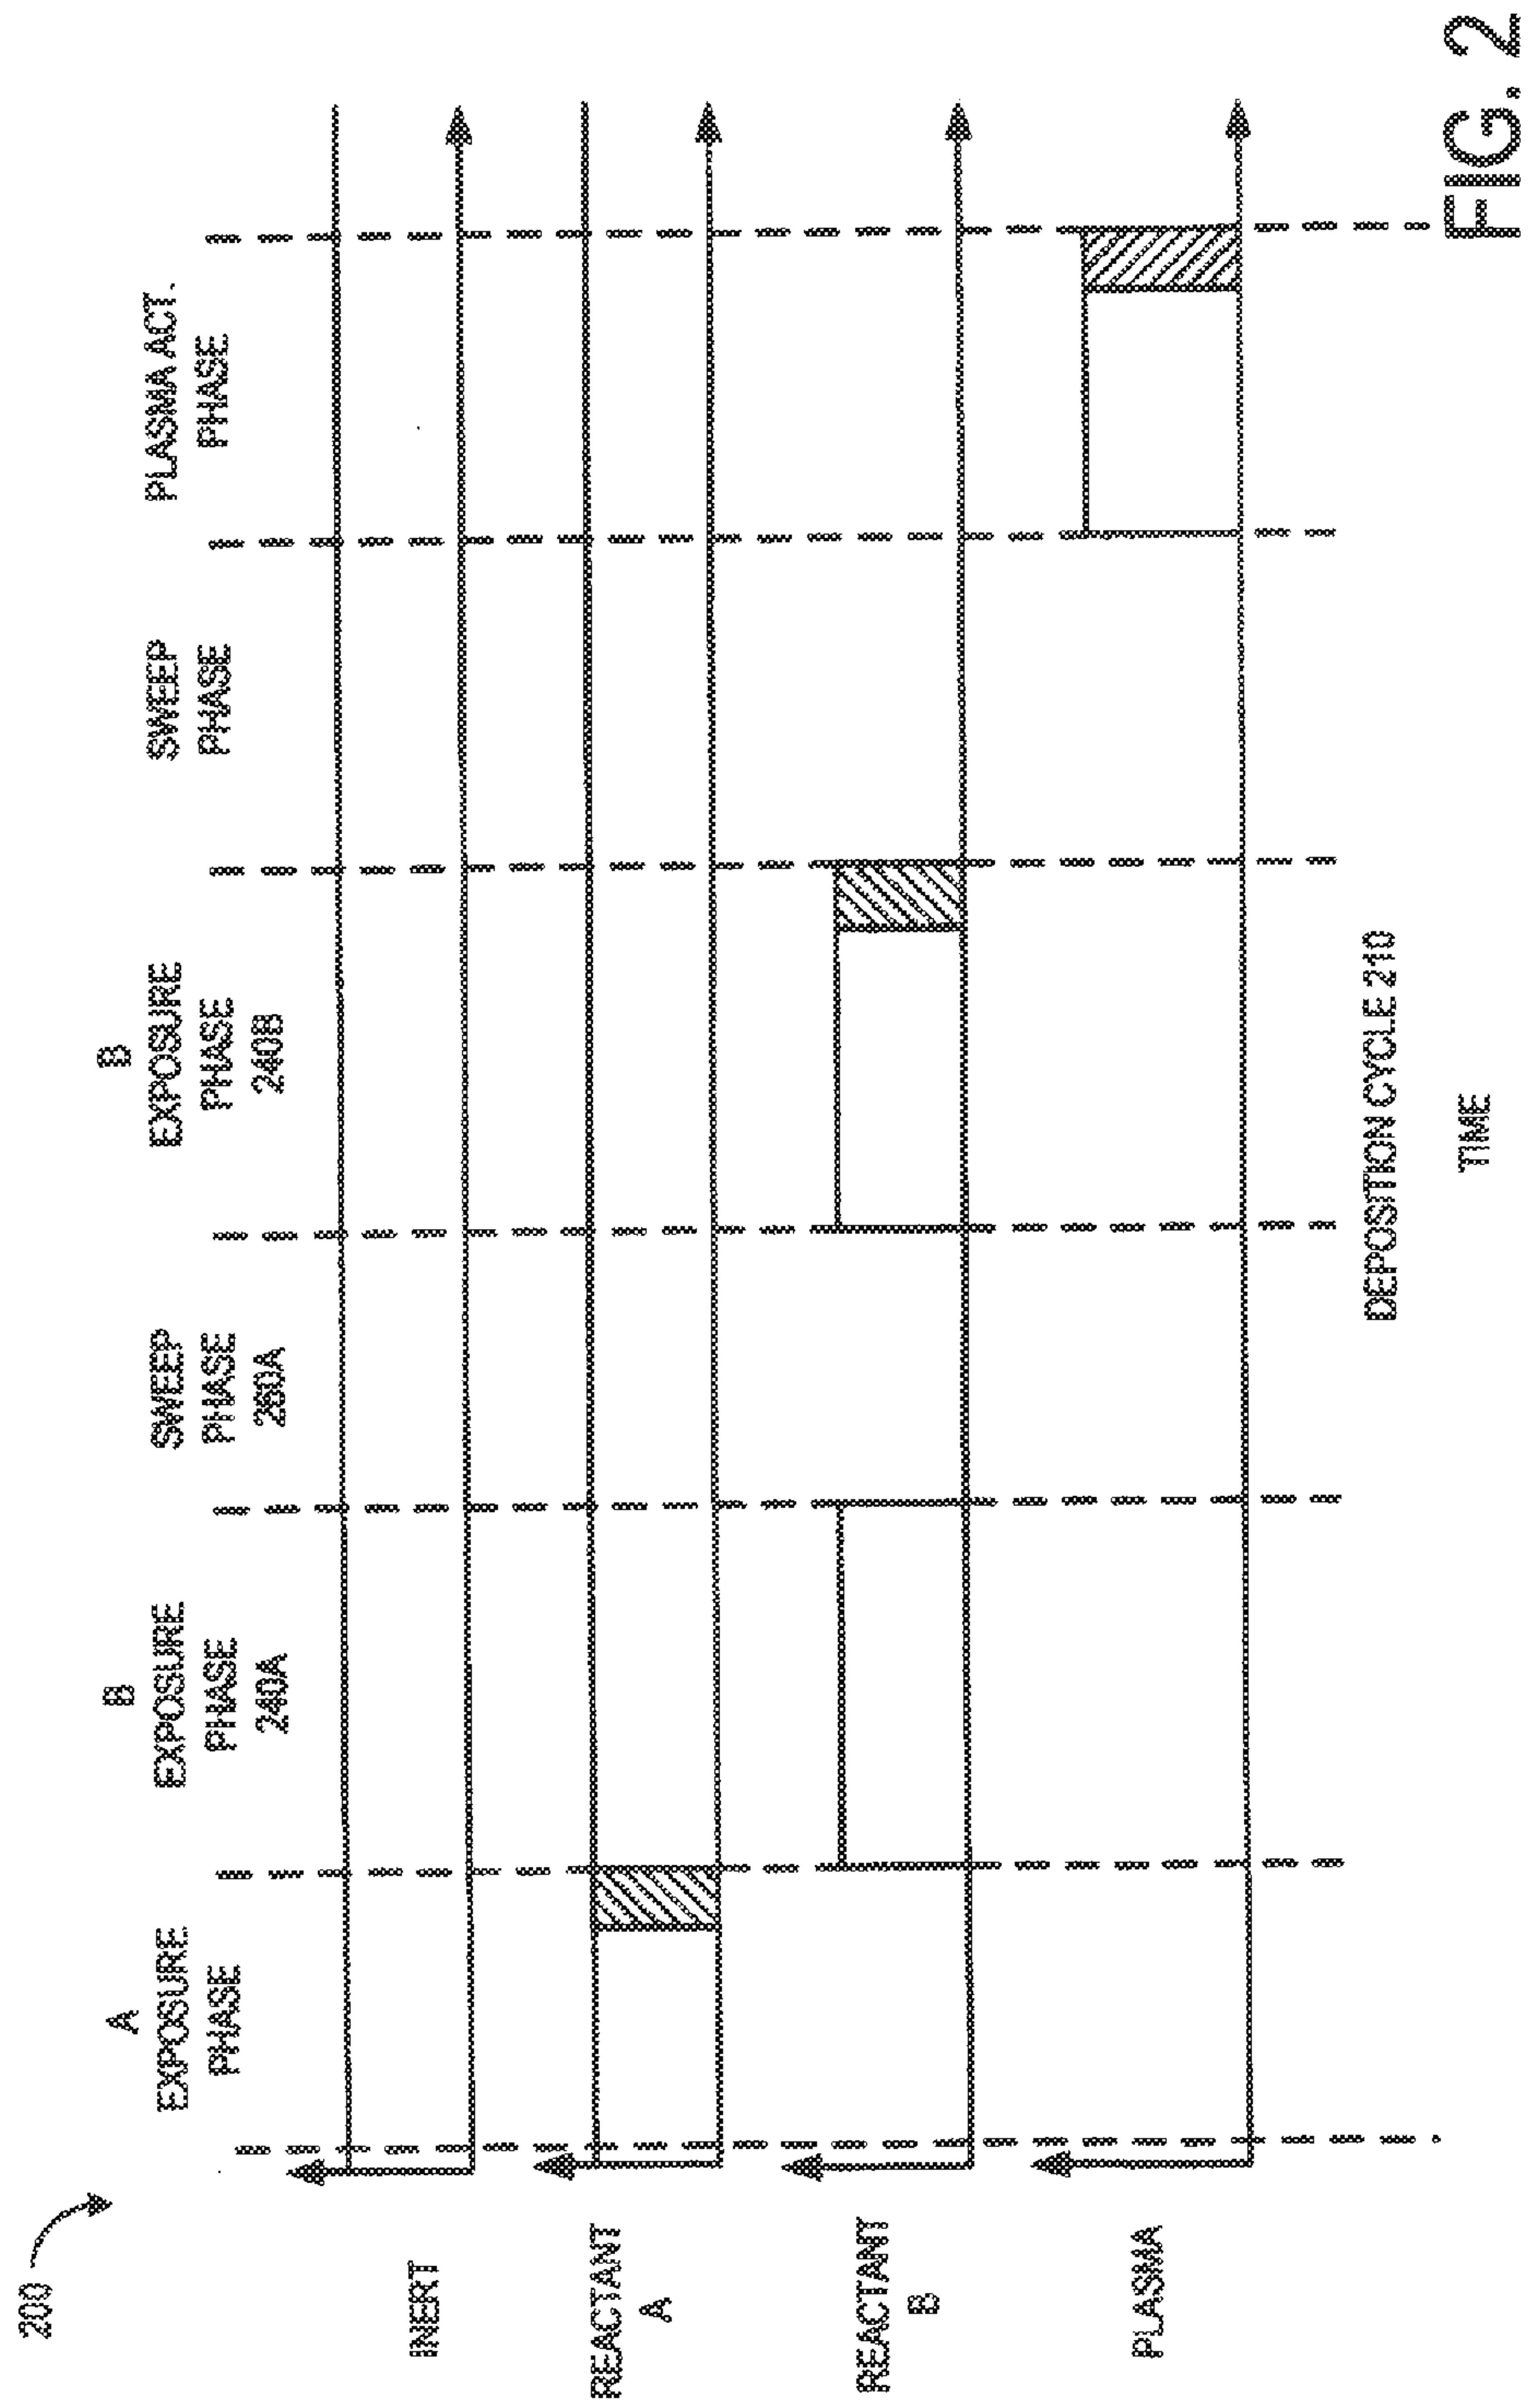 200
A
EXPOSURE
PHASE
B
EXPOSURE
PHASE
240A
SWEEP
PHASE
260A
B
EXPOSURE
PHASE
240B
SWEEP
PHASE
PLASMA ACT.
PHASE
INERT
REACTANT
A
REACTANT
B
PLASMA
DEPOSITION CYCLE 210
TIME
FIG. 2